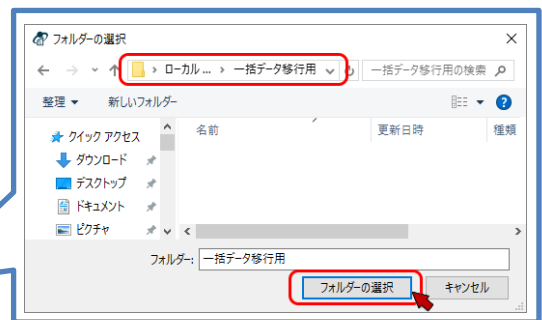 フォルダーの選択
ローカル ... › 一括データ移行用
一括データ移行用の検索
整理 新しいフォルダー
名前 更新日時 種類
クイック アクセス
ダウンロード
デスクトップ
ドキュメント
ピクチャ
フォルダー: 一括データ移行用
フォルダーの選択 キャンセル